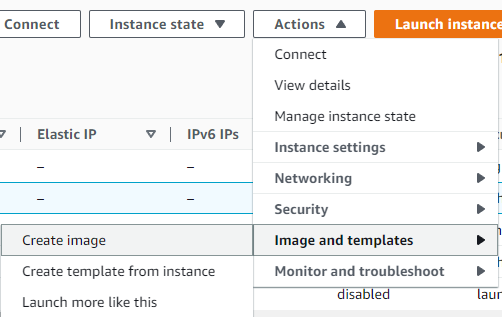 Connect
Instance state
Actions
Launch instance
Connect
View details
Manage instance state
Elastic IP
IPv6 IPs
Instance settings
–
–
Networking
–
–
Security
Create image
Image and templates
Create template from instance
Monitor and troubleshoot
Launch more like this
disabled